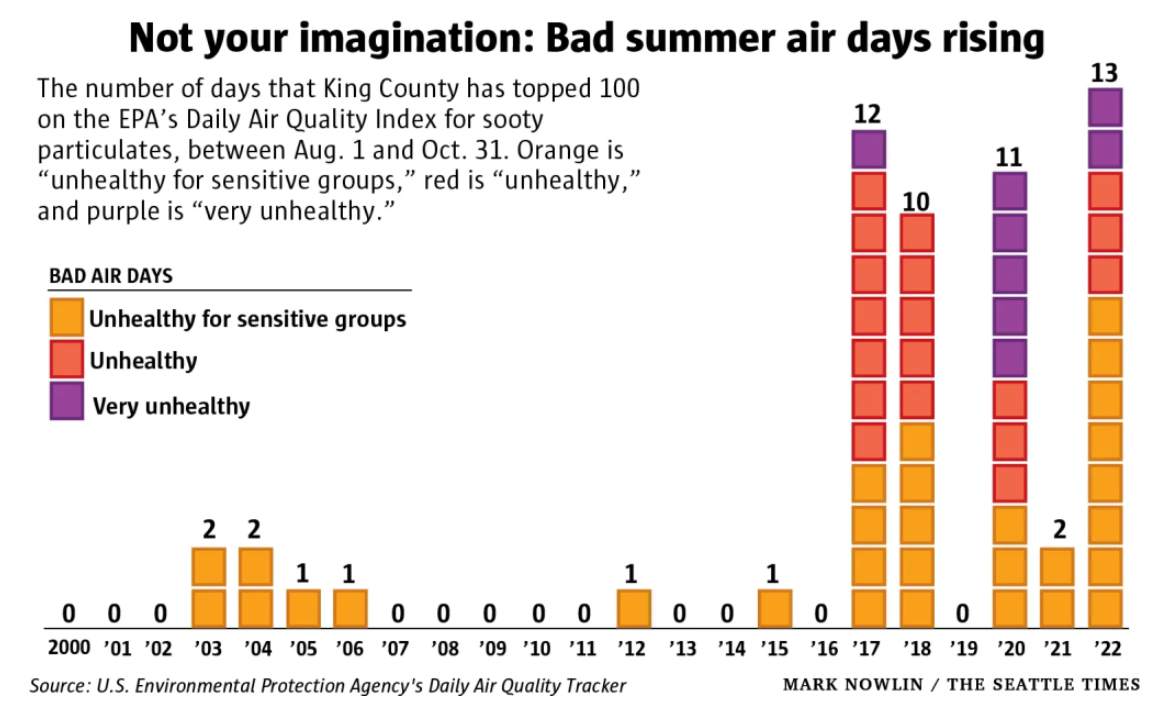 Not your imagination: Bad summer air days rising
The number of days that King County has topped 100
on the EPA’s Daily Air Quality Index for sooty
particulates, between Aug. 1 and Oct. 31. Orange is
“unhealthy for sensitive groups,” red is “unhealthy,”
and purple is “very unhealthy.”
BAD AIR DAYS
Unhealthy for sensitive groups
Unhealthy
Very unhealthy
0 0 0 2 2 1 1 0 0 0 0 0 1 0 0 1 0 12 10 0 11 2 13
2000 ’01 ’02 ’03 ’04 ’05 ’06 ’07 ’08 ’09 ’10 ’11 ’12 ’13 ’14 ’15 ’16 ’17 ’18 ’19 ’20 ’21 ’22
Source: U.S. Environmental Protection Agency's Daily Air Quality Tracker
MARK NOWLIN / THE SEATTLE TIMES